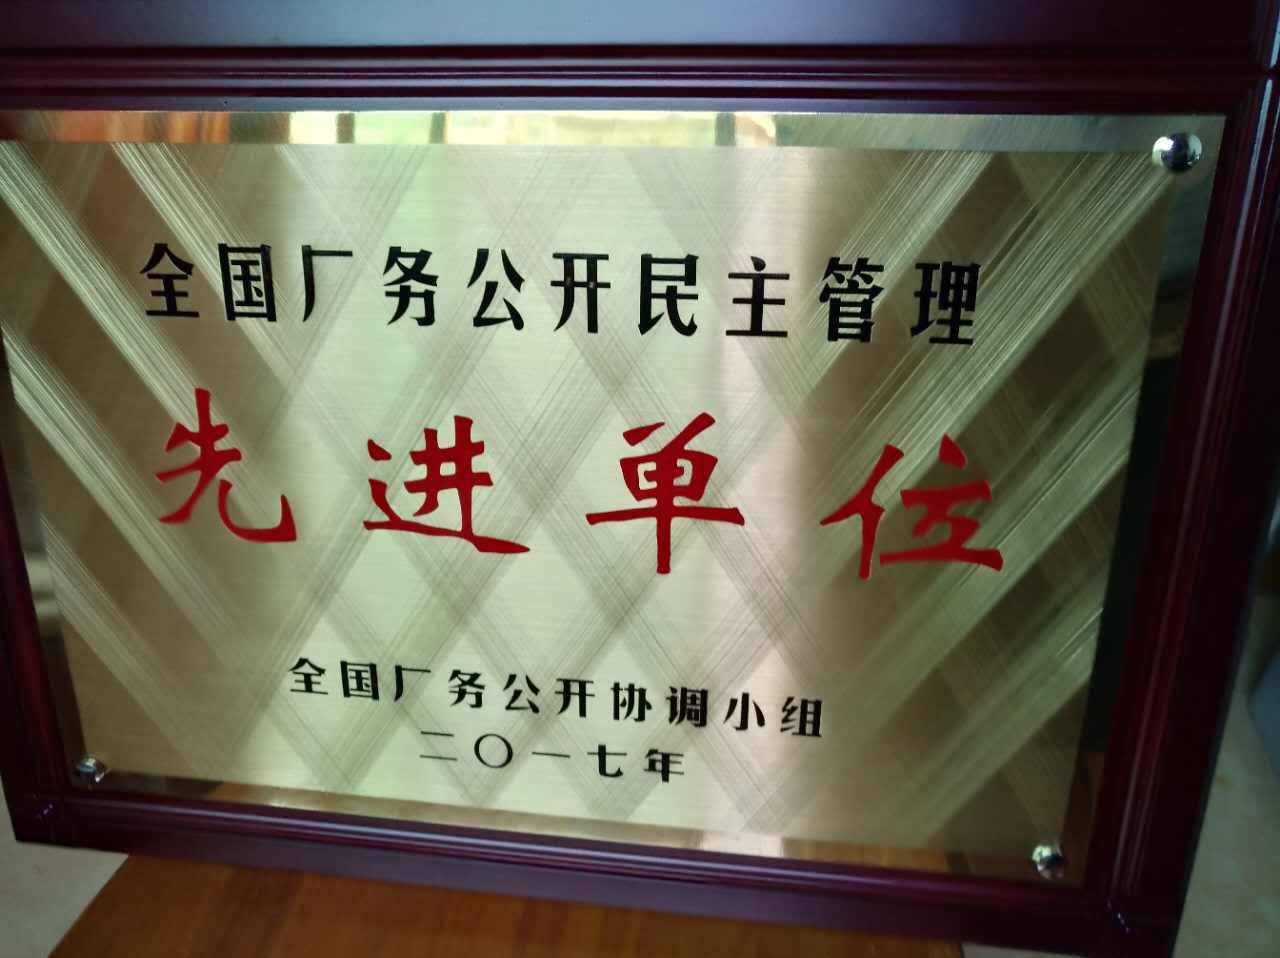 全国厂务公开民主管理
先进单位
全国厂务公开协调小组
二〇一七年